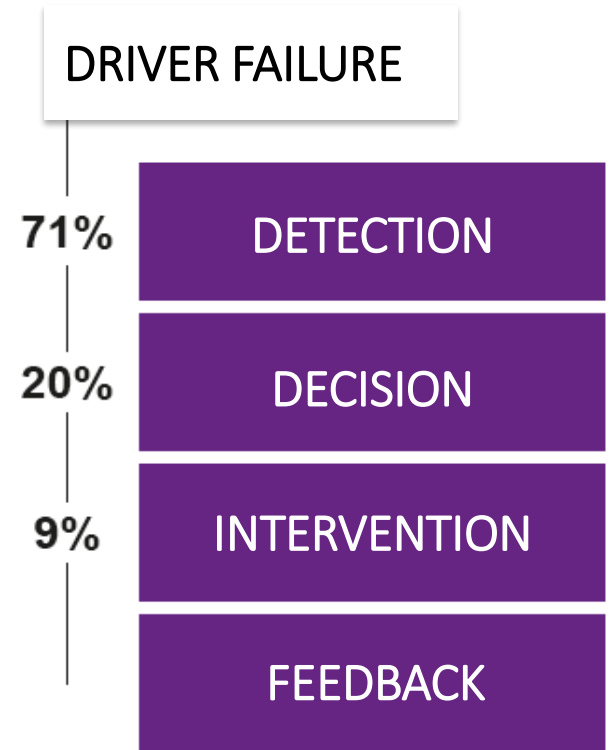 DRIVER FAILURE
71%
DETECTION
20%
DECISION
9%
INTERVENTION
FEEDBACK